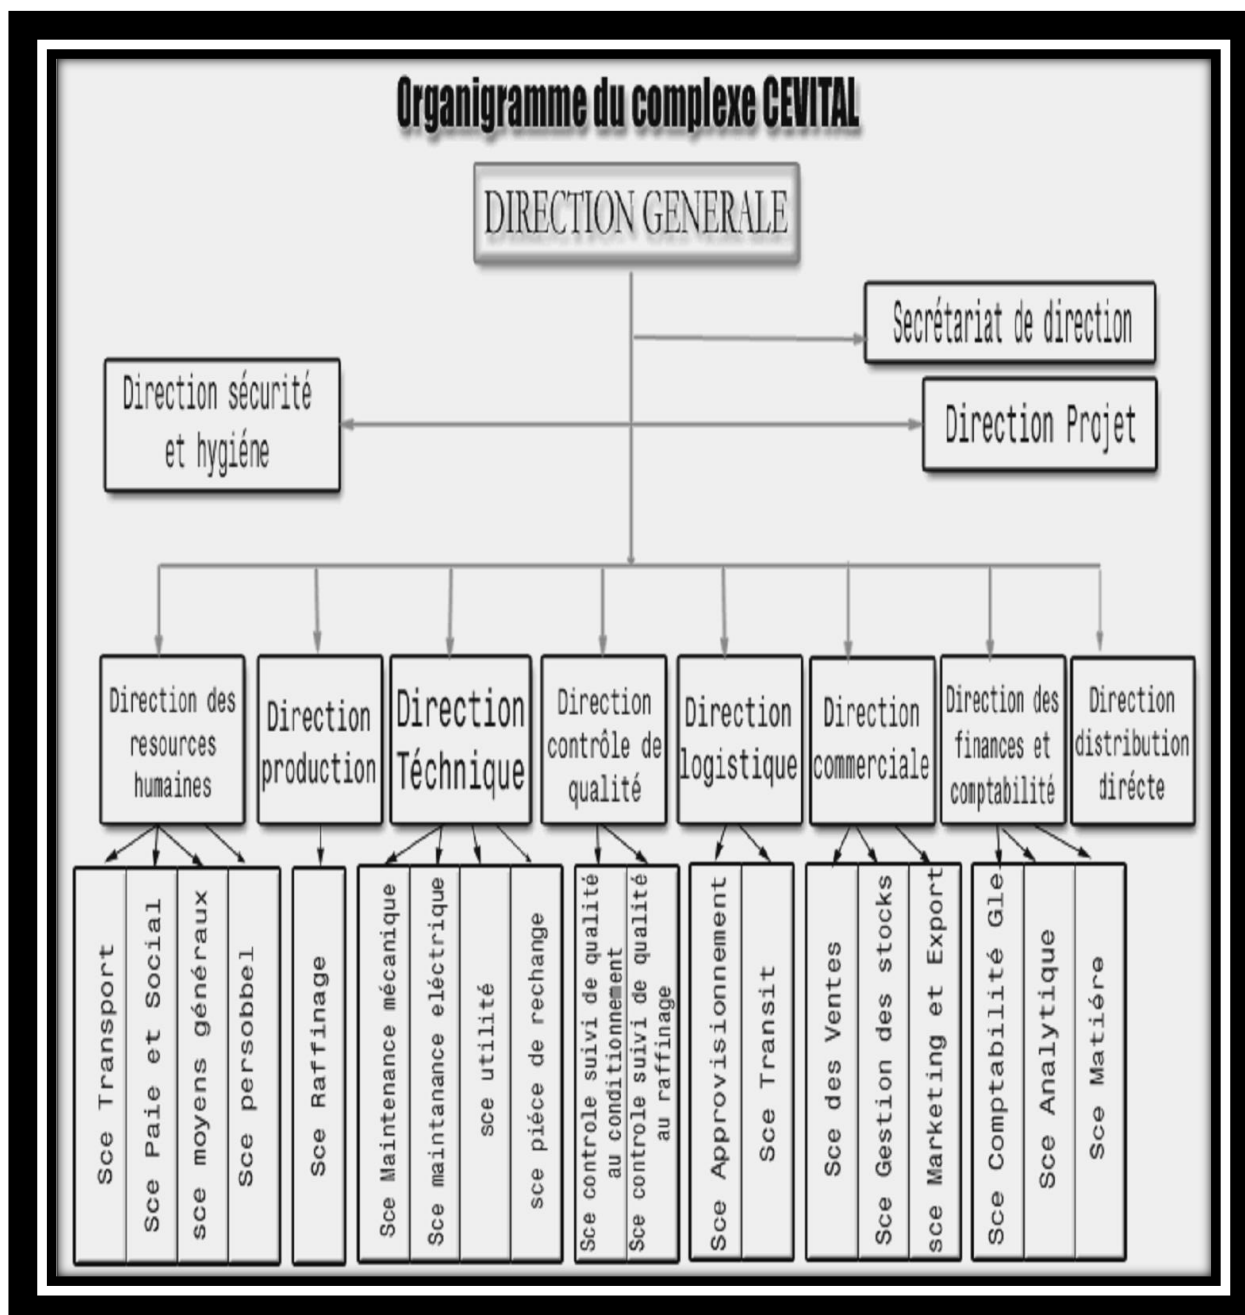 Organigramme du complexe CEVITAL
DIRECTION GENERALE
Secrétariat de direction
Direction sécurité
et hygiéne
Direction Projet
Direction des
resources
humaines
Direction
production
Direction
Téchnique
Direction
contrôle de
qualité
Direction
logistique
Direction
commerciale
Direction des
finances et
comptabilité
Direction
distribution
dirécte
Sce Transport
Sce Paie et Social
sce moyens généraux
Sce persobbel
Sce Raffinage
Sce Maintenance mécanique
Sce maintanance eléctrique
sce utilité
sce piéce de rechange
Sce controle suivi de qualité
au conditionnement
Sce controle suivi de qualité
au raffinage
Sce Approvisionnement
Sce Transit
Sce des Ventes
Sce Gestion des stocks
sce Marketing et Export
Sce Comptabilité Gle
Sce Analytique
Sce Matiére